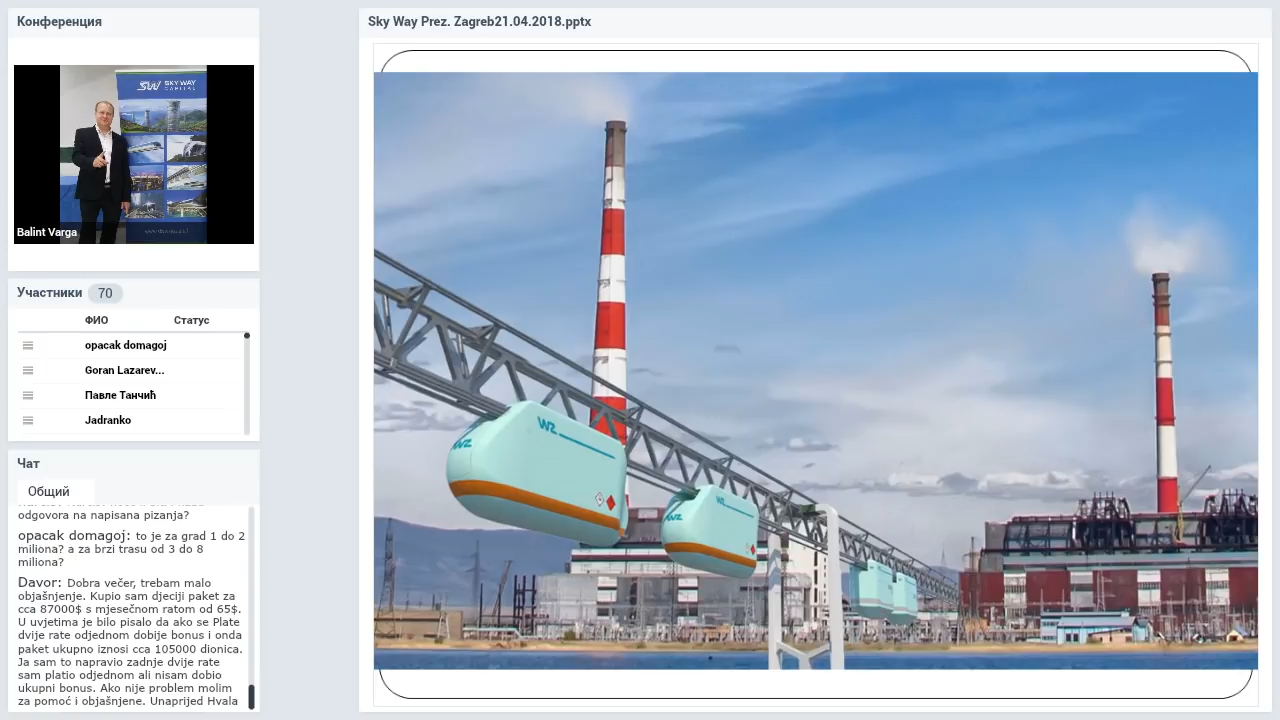 Конференция
SKY WAY
CAPITAL
Balint Varga
Участники 70
ФИО Статус
opacak domagoj
Goran Lazarev...
Павле Танчић
Jadranko
Чат
Общий
odgovora na napisana pizanja?
opacak domagoj: to je za grad 1 do 2
miliona? a za brzi trasu od 3 do 8
miliona?
Davor: Dobra večer, trebam malo
objašnjenje. Kupio sam djeciji paket za
cca 87000$ s mjesečnom ratom od 65$.
U uvjetima je bilo pisalo da ako se Plate
dvije rate odjednom dobije bonus i onda
paket ukupno iznosi cca 105000 dionica.
Ja sam to napravio zadnje dvije rate
sam platio odjednom ali nisam dobio
ukupni bonus. Ako nije problem molim
za pomoć i objašnjene. Unaprijed Hvala
Sky Way Prez. Zagreb21.04.2018.pptx